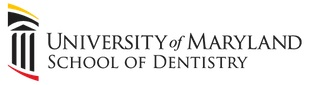 UNIVERSITY of MARYLAND
SCHOOL OF DENTISTRY